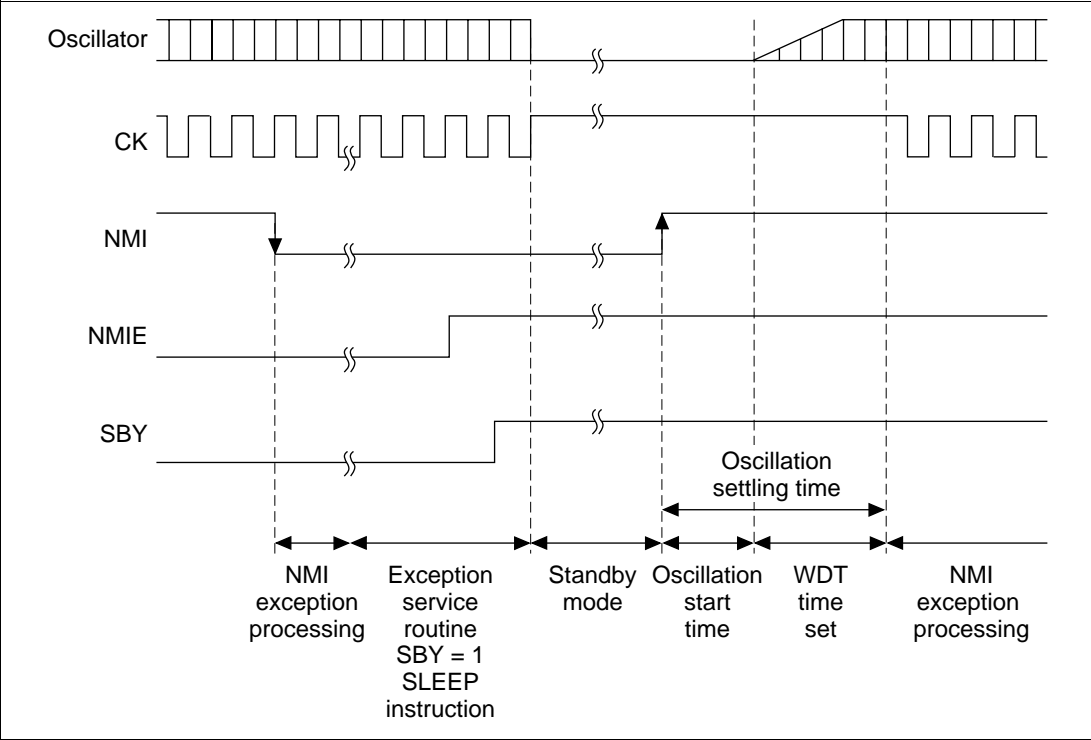 Oscillator
CK
NMI
NMIE
SBY
Oscillation
settling time
NMI
exception
processing
Exception
service
routine
SBY = 1
SLEEP
instruction
Standby
mode
Oscillation
start
time
WDT
time
set
NMI
exception
processing